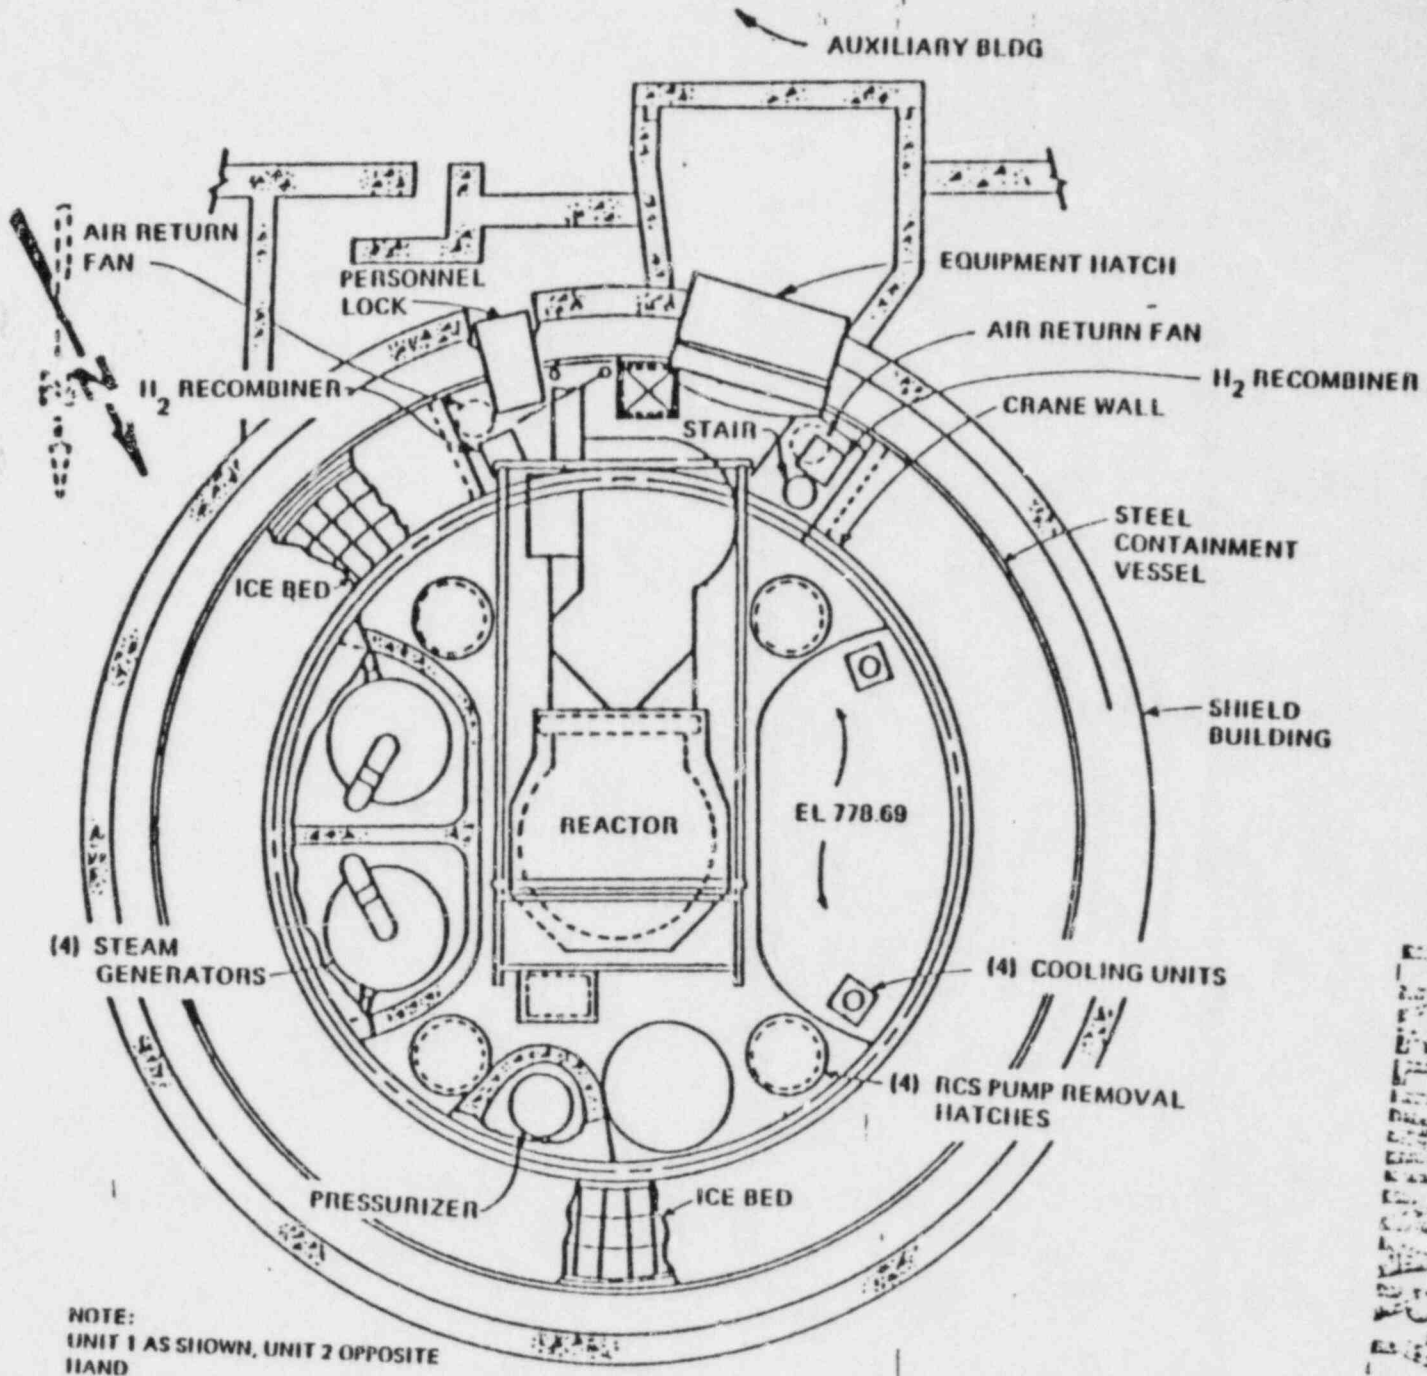 AUXILIARY BLDG
AIR RETURN
FAN
PERSONNEL
LOCK
EQUIPMENT HATCH
AIR RETURN FAN
H2 RECOMBINER
H2 RECOMBINER
CRANE WALL
STAIR
STEEL
CONTAINMENT
VESSEL
ICE BED
SHIELD
BUILDING
REACTOR
EL 778.69
(4) STEAM
GENERATORS
(4) COOLING UNITS
(4) RCS PUMP REMOVAL
HATCHES
PRESSURIZER
ICE BED
NOTE:
UNIT 1 AS SHOWN, UNIT 2 OPPOSITE
HAND